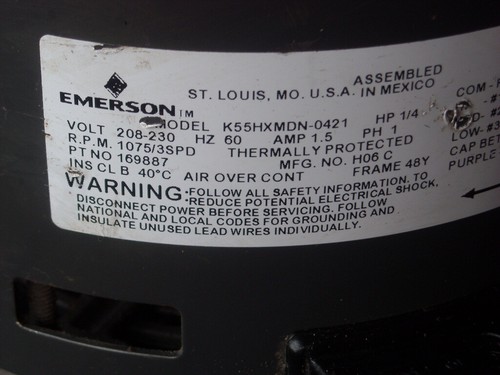 EMERSON TM
ST. LOUIS, MO. U.S.A. ASSEMBLED IN MEXICO
MODEL K55HXMDN-0421 HP 1/4 COM -
VOLT 208-230 HZ 60 AMP 1.5 PH 1
R.P.M. 1075/3SPD THERMALLY PROTECTED LOW-
PT NO 169887 MFG. NO. H06 C CAP BET
INS CL B 40°C AIR OVER CONT FRAME 48Y PURPLE
WARNING: FOLLOW ALL SAFETY INFORMATION. TO
REDUCE POTENTIAL ELECTRICAL SHOCK,
DISCONNECT POWER BEFORE SERVICING. FOLLOW
NATIONAL AND LOCAL CODES FOR GROUNDING AND
INSULATE UNUSED LEAD WIRES INDIVIDUALLY.